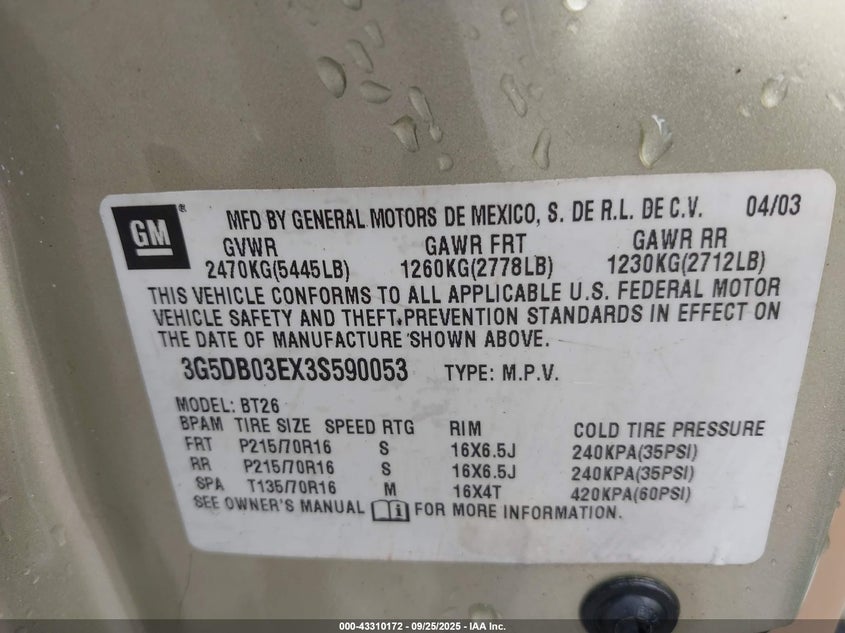 GM®
MFD BY GENERAL MOTORS DE MEXICO, S. DE R.L. DE C.V. 04/03
GVWR GAWR FRT GAWR RR
2470KG(5445LB) 1260KG(2778LB) 1230KG(2712LB)
THIS VEHICLE CONFORMS TO ALL APPLICABLE U.S. FEDERAL MOTOR
VEHICLE SAFETY AND THEFT PREVENTION STANDARDS IN EFFECT ON
THE DATE OF MANUFACTURE SHOWN ABOVE.
3G5DB03EX3S590053 TYPE: M.P.V.
MODEL: BT26
BPAM TIRE SIZE SPEED RTG RIM COLD TIRE PRESSURE
FRT P215/70R16 S 16X6.5J 240KPA(35PSI)
RR P215/70R16 S 16X6.5J 240KPA(35PSI)
SPA T135/70R16 M 16X4T 420KPA(60PSI)
SEE OWNER'S MANUAL i FOR MORE INFORMATION.
000-43310172 - 09/25/2025 - IAA Inc.